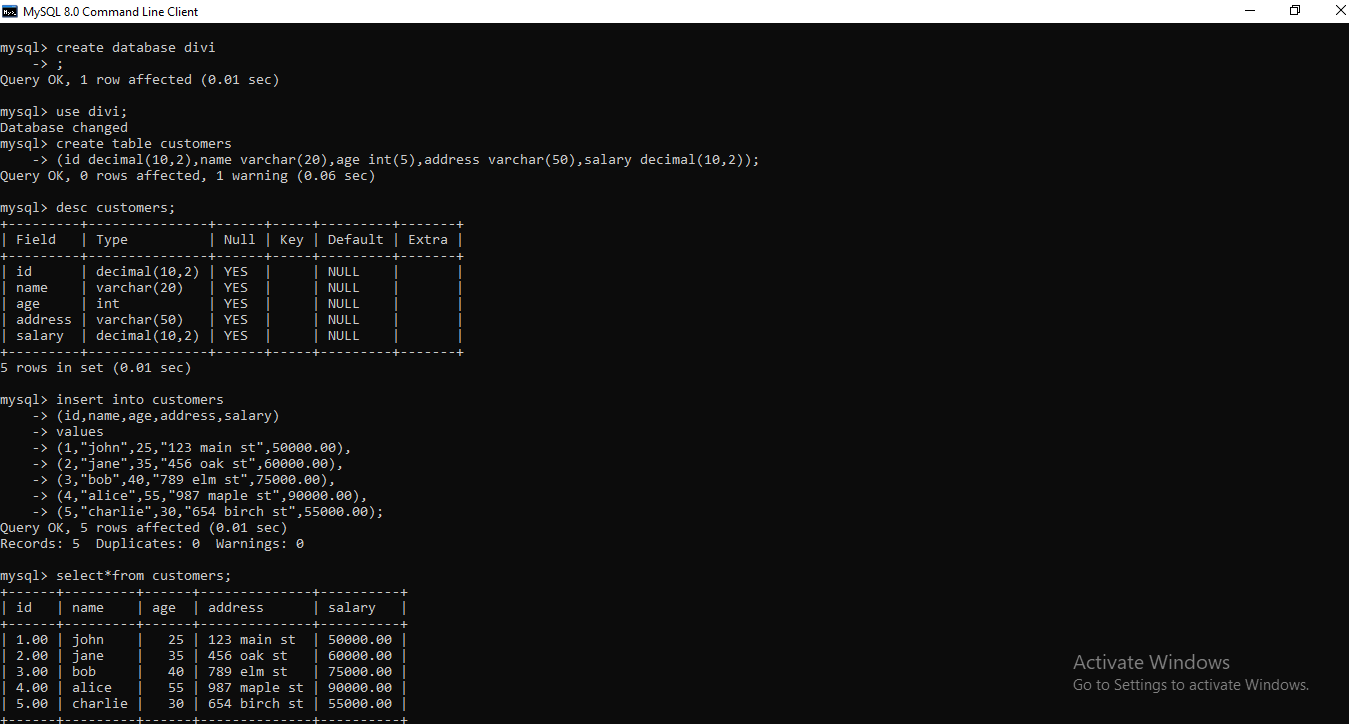 MySQL 8.0 Command Line Client
mysql> create database divi
    -> ;
Query OK, 1 row affected (0.01 sec)
mysql> use divi;
Database changed
mysql> create table customers
    -> (id decimal(10,2),name varchar(20),age int(5),address varchar(50),salary decimal(10,2));
Query OK, 0 rows affected, 1 warning (0.06 sec)
mysql> desc customers;
+---------+---------------+------+-----+---------+-------+
| Field   | Type          | Null | Key | Default | Extra |
+---------+---------------+------+-----+---------+-------+
| id      | decimal(10,2) | YES  |     | NULL    |       |
| name    | varchar(20)   | YES  |     | NULL    |       |
| age     | int           | YES  |     | NULL    |       |
| address | varchar(50)   | YES  |     | NULL    |       |
| salary  | decimal(10,2) | YES  |     | NULL    |       |
+---------+---------------+------+-----+---------+-------+
5 rows in set (0.01 sec)
mysql> insert into customers
    -> (id,name,age,address,salary)
    -> values
    -> (1,"john",25,"123 main st",50000.00),
    -> (2,"jane",35,"456 oak st",60000.00),
    -> (3,"bob",40,"789 elm st",75000.00),
    -> (4,"alice",55,"987 maple st",90000.00),
    -> (5,"charlie",30,"654 birch st",55000.00);
Query OK, 5 rows affected (0.01 sec)
Records: 5  Duplicates: 0  Warnings: 0
mysql> select*from customers;
+------+---------+------+--------------+----------+
| id   | name    | age  | address      | salary   |
+------+---------+------+--------------+----------+
| 1.00 | john    |   25 | 123 main st  | 50000.00 |
| 2.00 | jane    |   35 | 456 oak st   | 60000.00 |
| 3.00 | bob     |   40 | 789 elm st   | 75000.00 |
| 4.00 | alice   |   55 | 987 maple st | 90000.00 |
| 5.00 | charlie |   30 | 654 birch st | 55000.00 |
+------+---------+------+--------------+----------+
Activate Windows
Go to Settings to activate Windows.